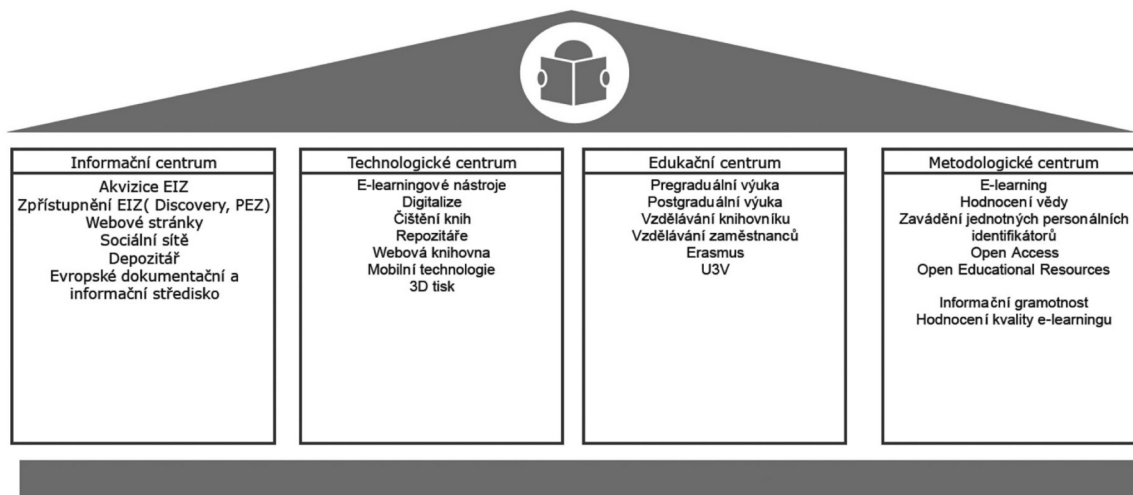 Informační centrum
Akvizice EIZ
Zpřístupnění EIZ( Discovery, PEZ)
Webové stránky
Sociální sítě
Depozitář
Evropské dokumentační a
informační středisko
Technologické centrum
E-learningové nástroje
Digitalize
Čištění knih
Repozitáře
Webová knihovna
Mobilní technologie
3D tisk
Edukační centrum
Pregraduální výuka
Postgraduální výuka
Vzdělávání knihovníku
Vzdělávání zaměstnanců
Erasmus
U3V
Metodologické centrum
E-learning
Hodnocení vědy
Zavádění jednotných personálních
identifikátorů
Open Access
Open Educational Resources
Informační gramotnost
Hodnocení kvality e-learningu